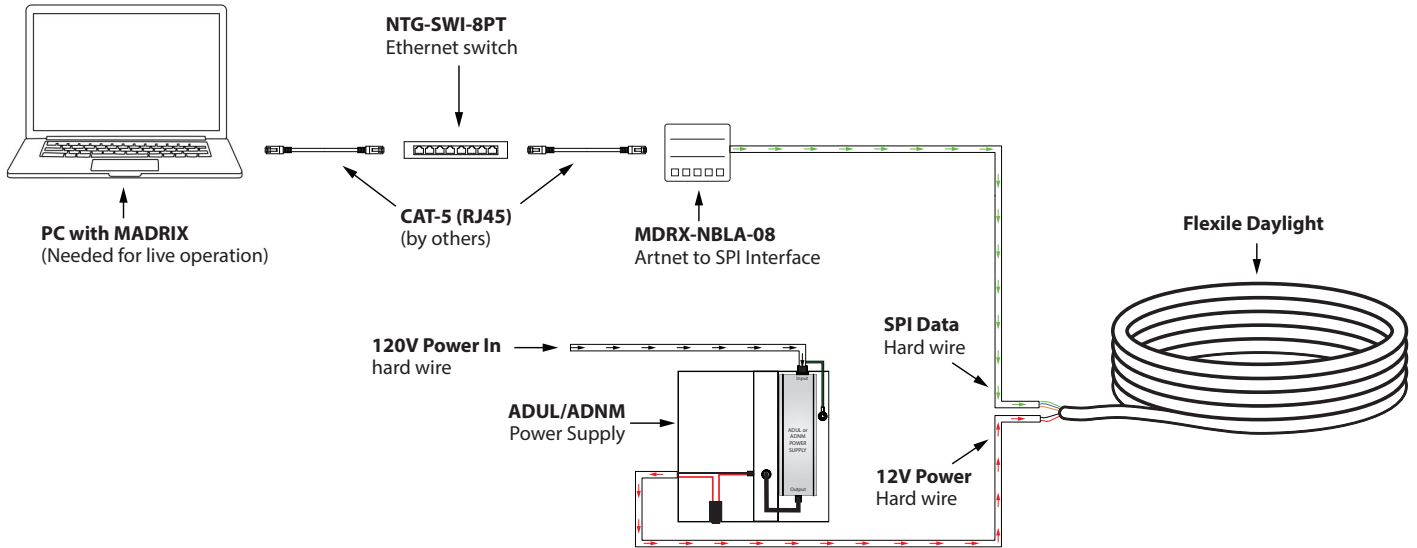 NTG-SWI-8PT
Ethernet switch
PC with MADRIX
(Needed for live operation)
CAT-5 (RJ45)
(by others)
MDRX-NBLA-08
Artnet to SPI Interface
Flexile Daylight
SPI Data
Hard wire
120V Power In
hard wire
ADUL/ADNM
Power Supply
Input
ADUL or
ADNM
POWER
SUPPLY
Output
12V Power
Hard wire